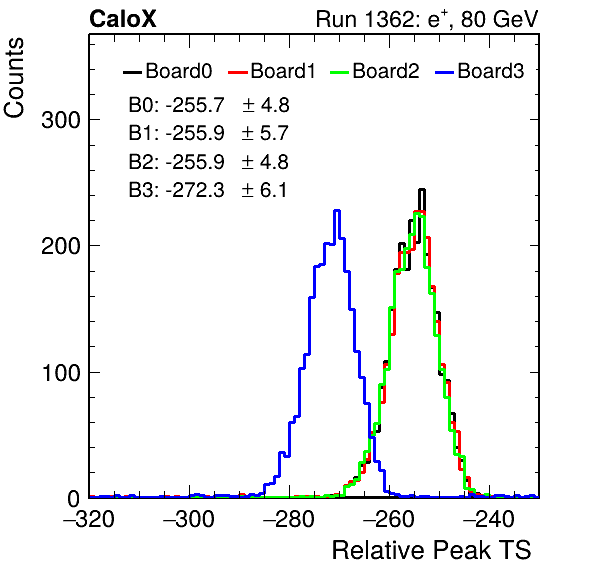 CaloX Run 1362: e+, 80 GeV
Counts
Board0 Board1 Board2 Board3
B0: -255.7 ± 4.8
B1: -255.9 ± 5.7
B2: -255.9 ± 4.8
B3: -272.3 ± 6.1
300
200
100
0
−320 −300 −280 −260 −240
Relative Peak TS